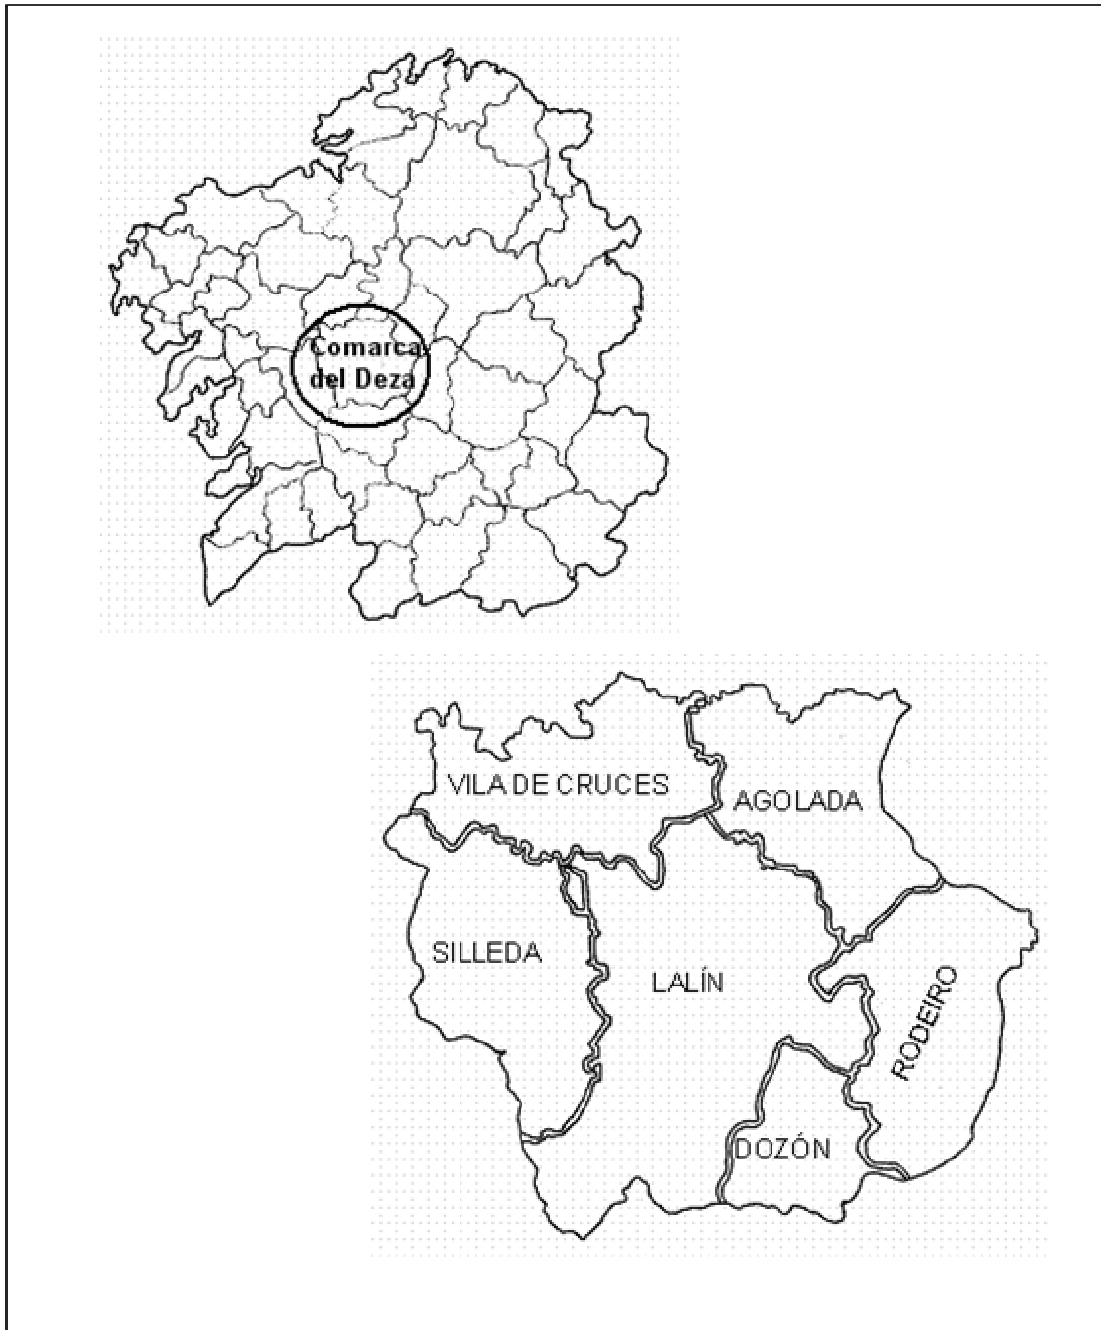 Comarca
del Deza
VILA DE CRUCES
AGOLADA
SILLEDA
LALÍN
RODEIRO
DOZÓN